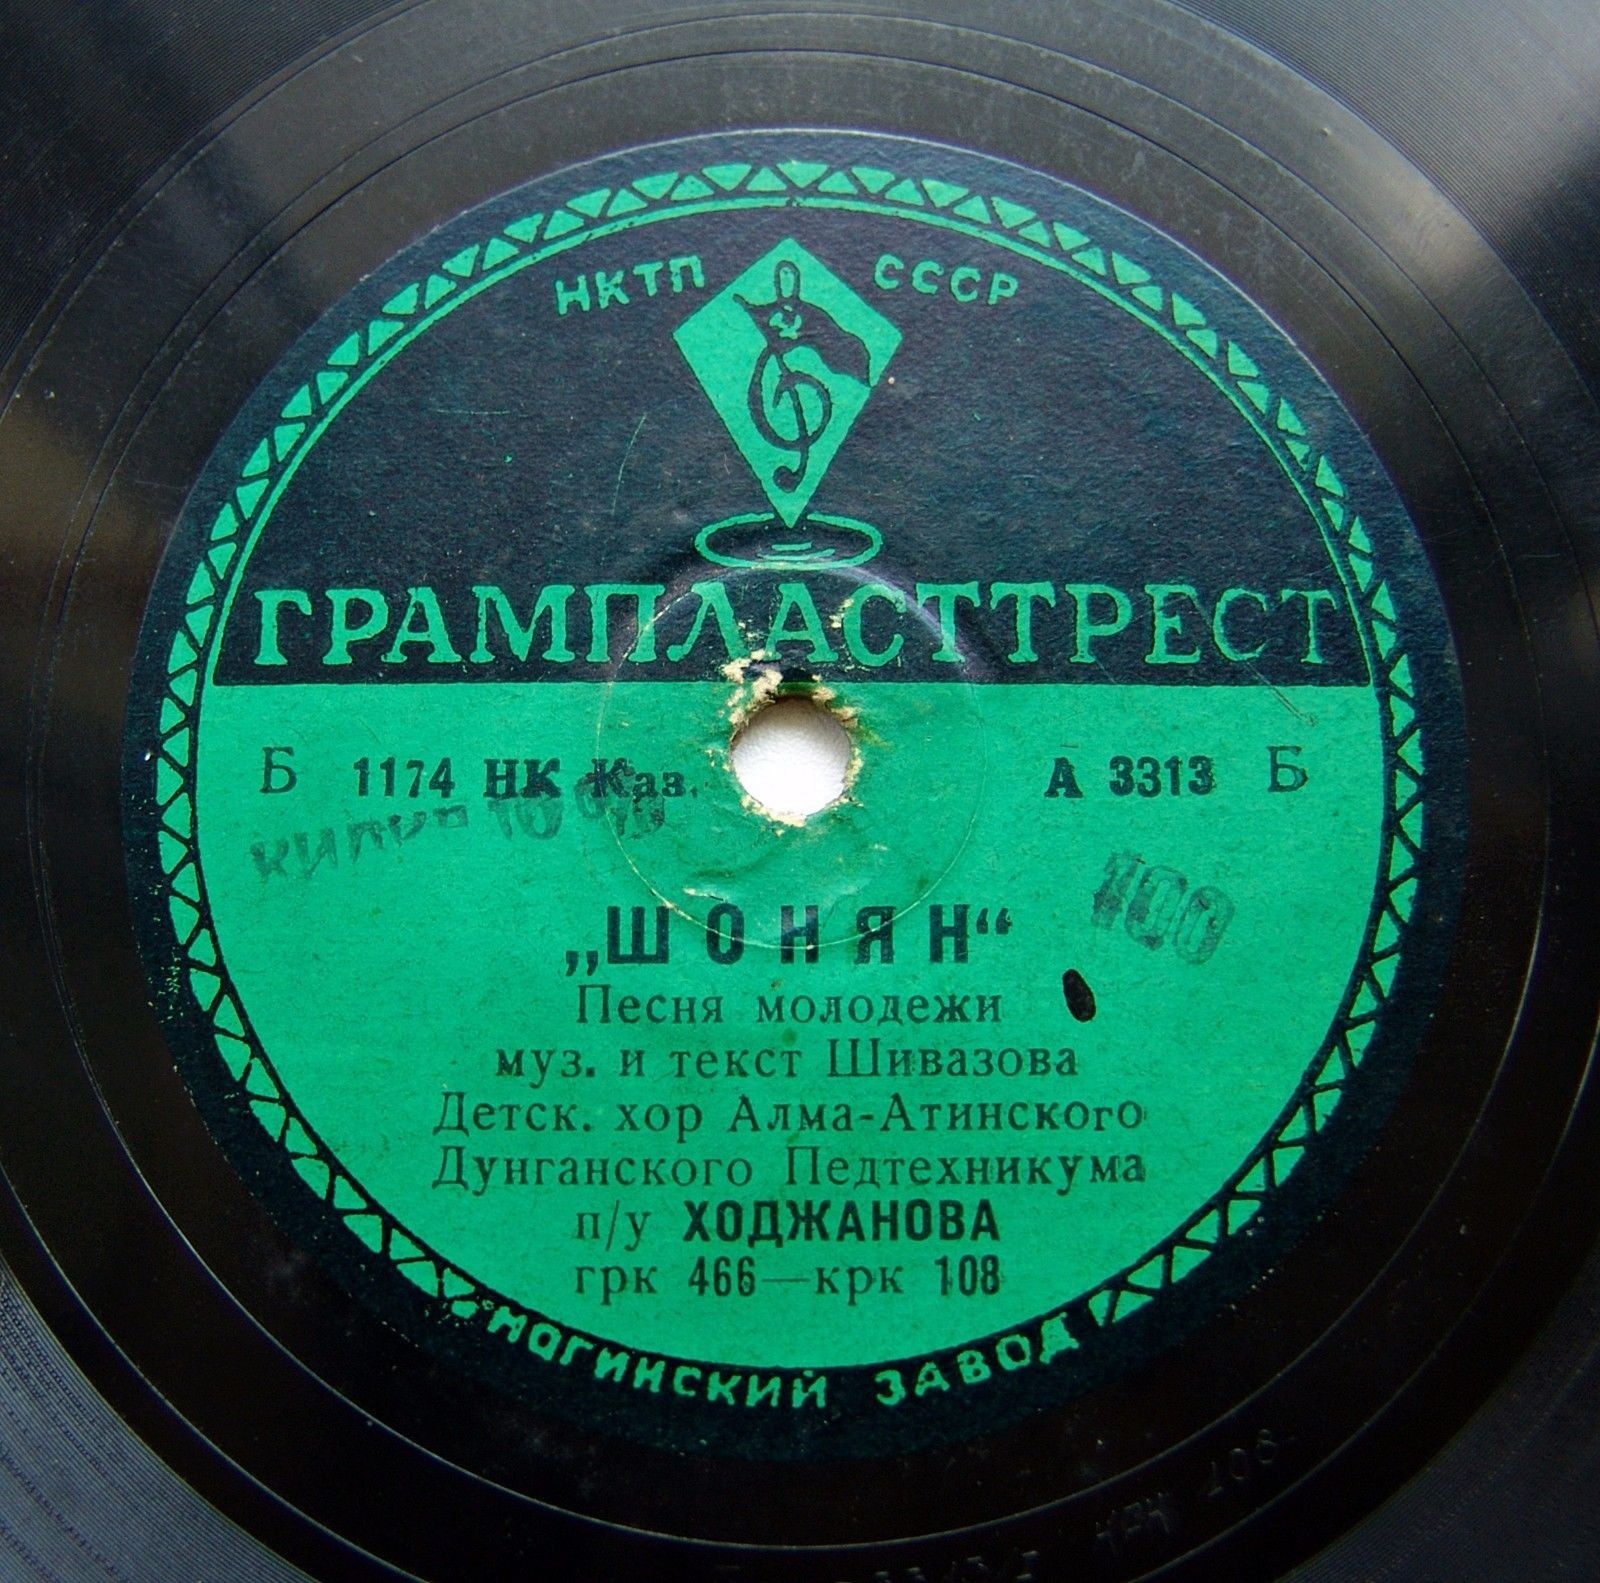 НКТП СССР
ГРАМПЛАСТТРЕСТ
Б 1174 НК Каз. А 3313 Б
100
„ШОНЯН“
Песня молодежи
муз. и текст Шивазова
Детск. хор Алма-Атинского
Дунганского Педтехникума
п/у ХОДЖАНОВА
грк 466—крк 108
НОГИНСКИЙ ЗАВОД